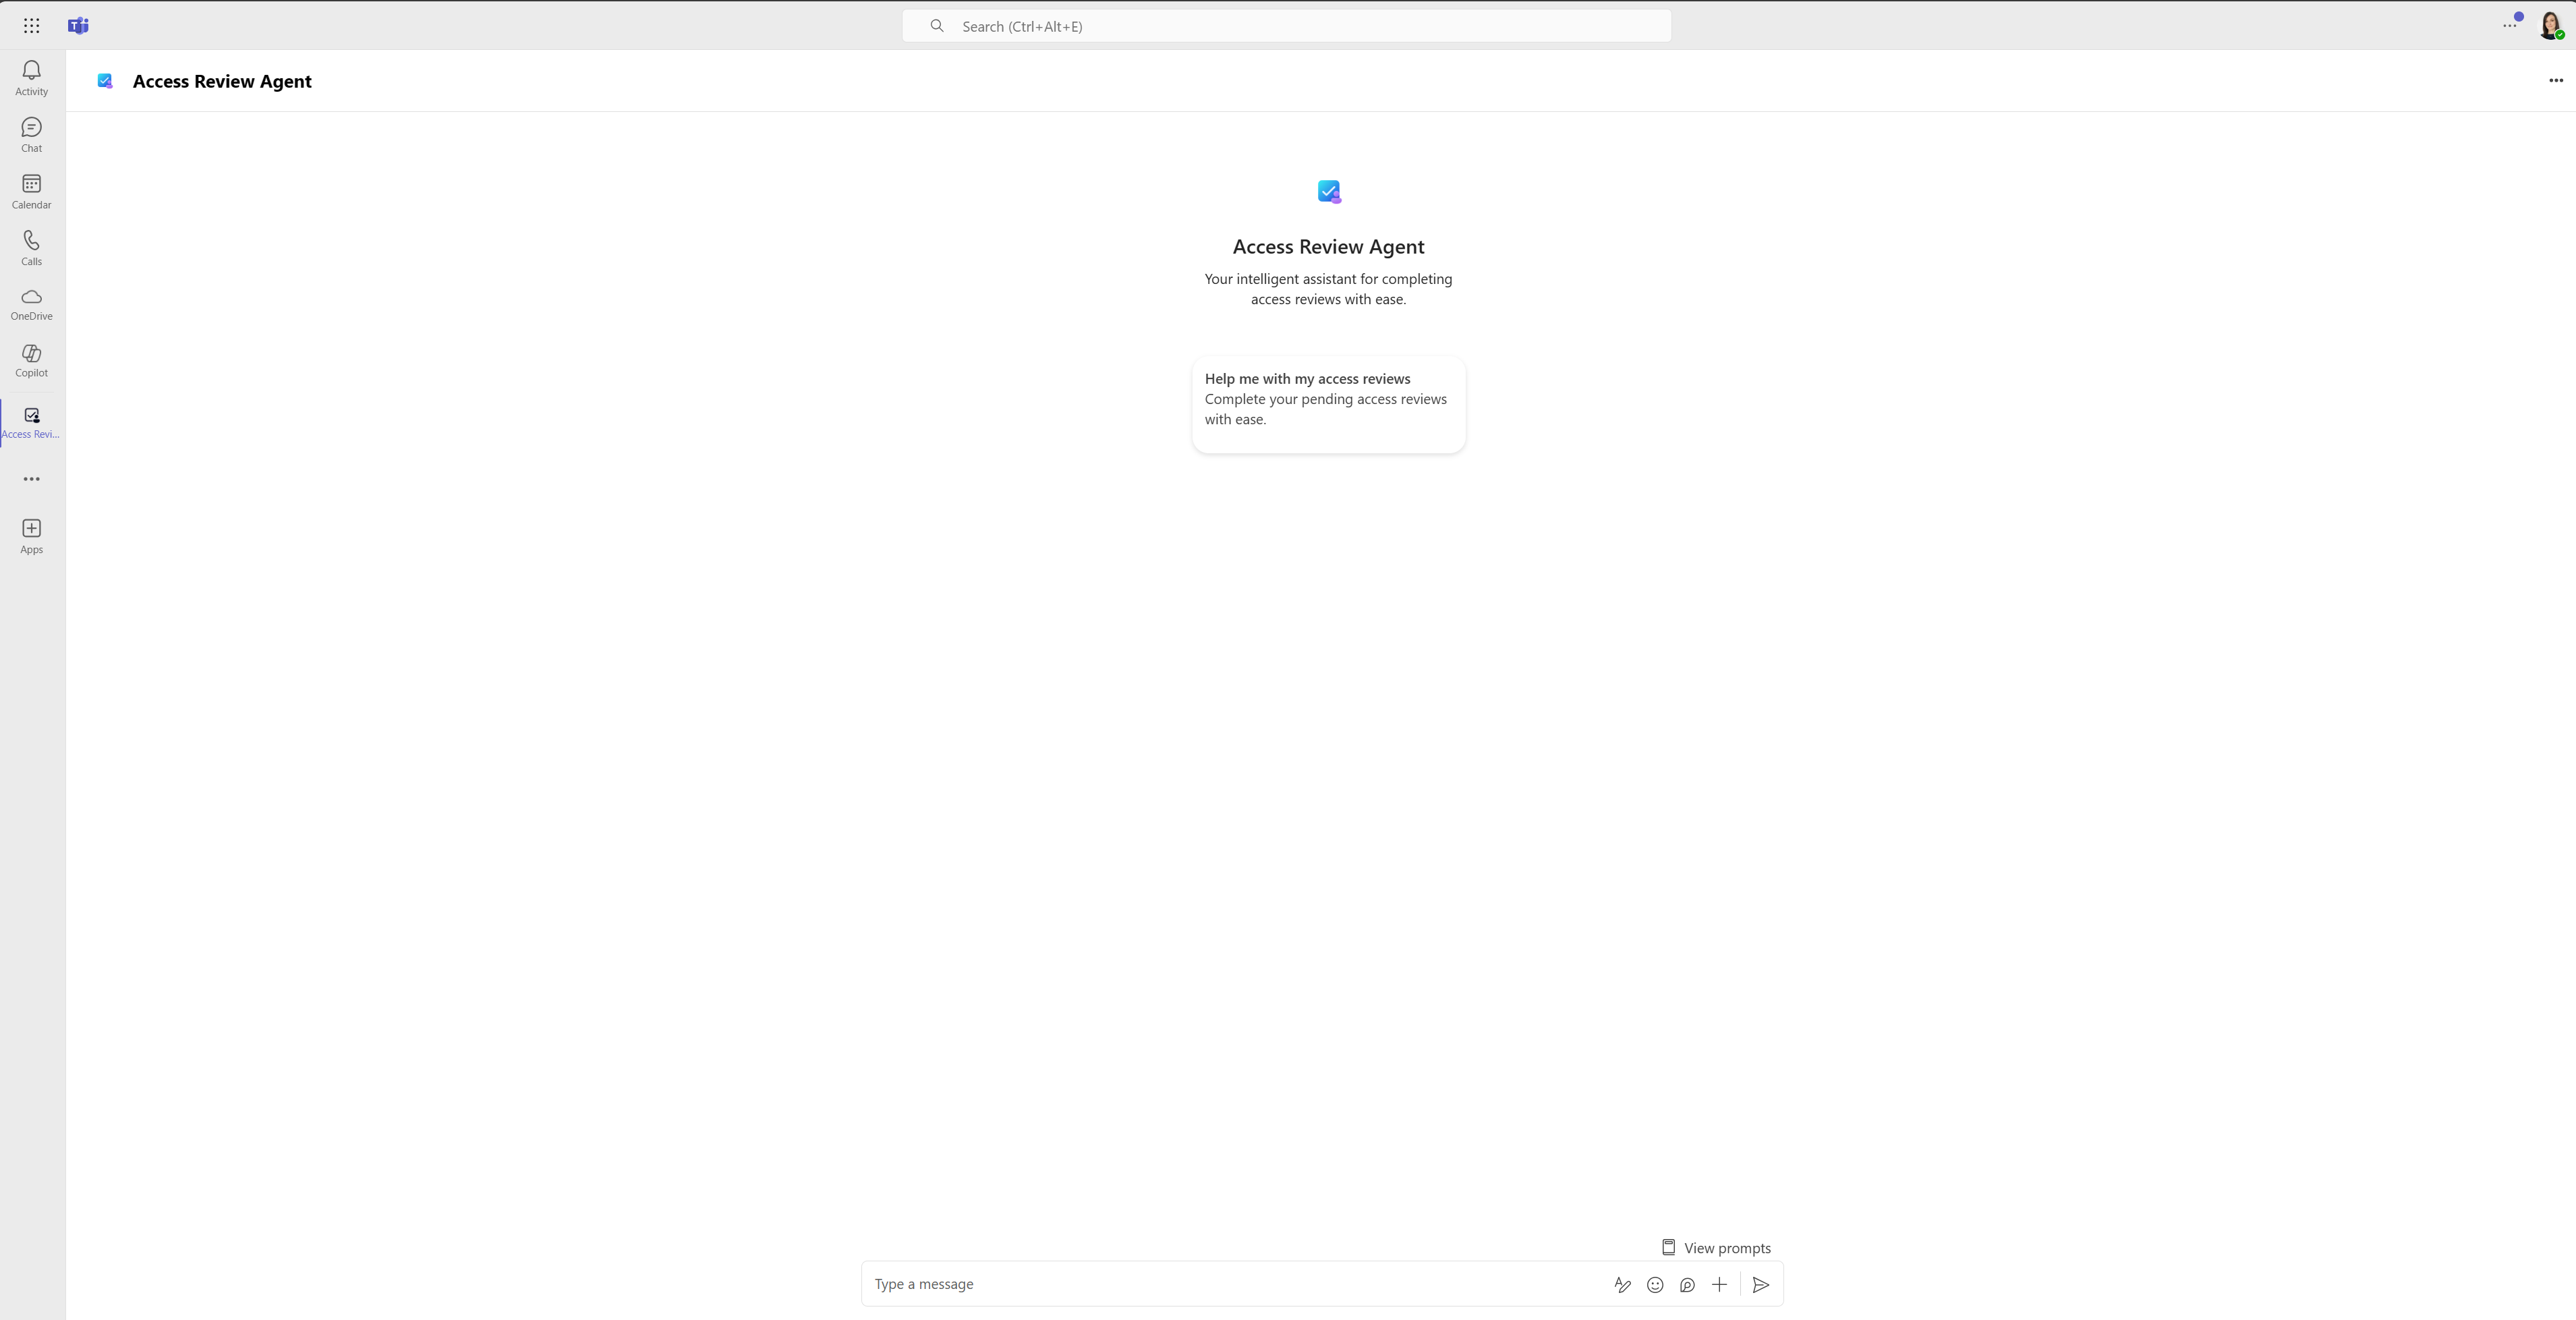 Search (Ctrl+Alt+E)
Activity
Chat
Calendar
Calls
OneDrive
Copilot
Access Revi...
Apps
Access Review Agent
Access Review Agent
Your intelligent assistant for completing
access reviews with ease.
Help me with my access reviews
Complete your pending access reviews
with ease.
View prompts
Type a message